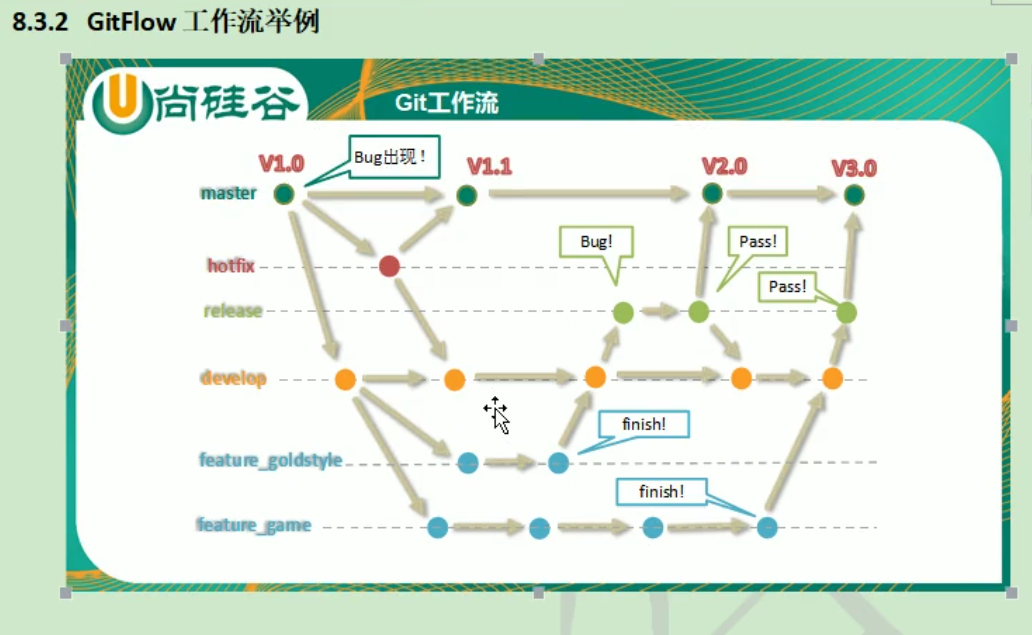 8.3.2 GitFlow 工作流举例
尚硅谷
Git工作流
Bug出现！
V1.0
V1.1
V2.0
V3.0
master
Bug!
Pass!
hotfix
Pass!
release
develop
finish!
feature_goldstyle
finish!
feature_game